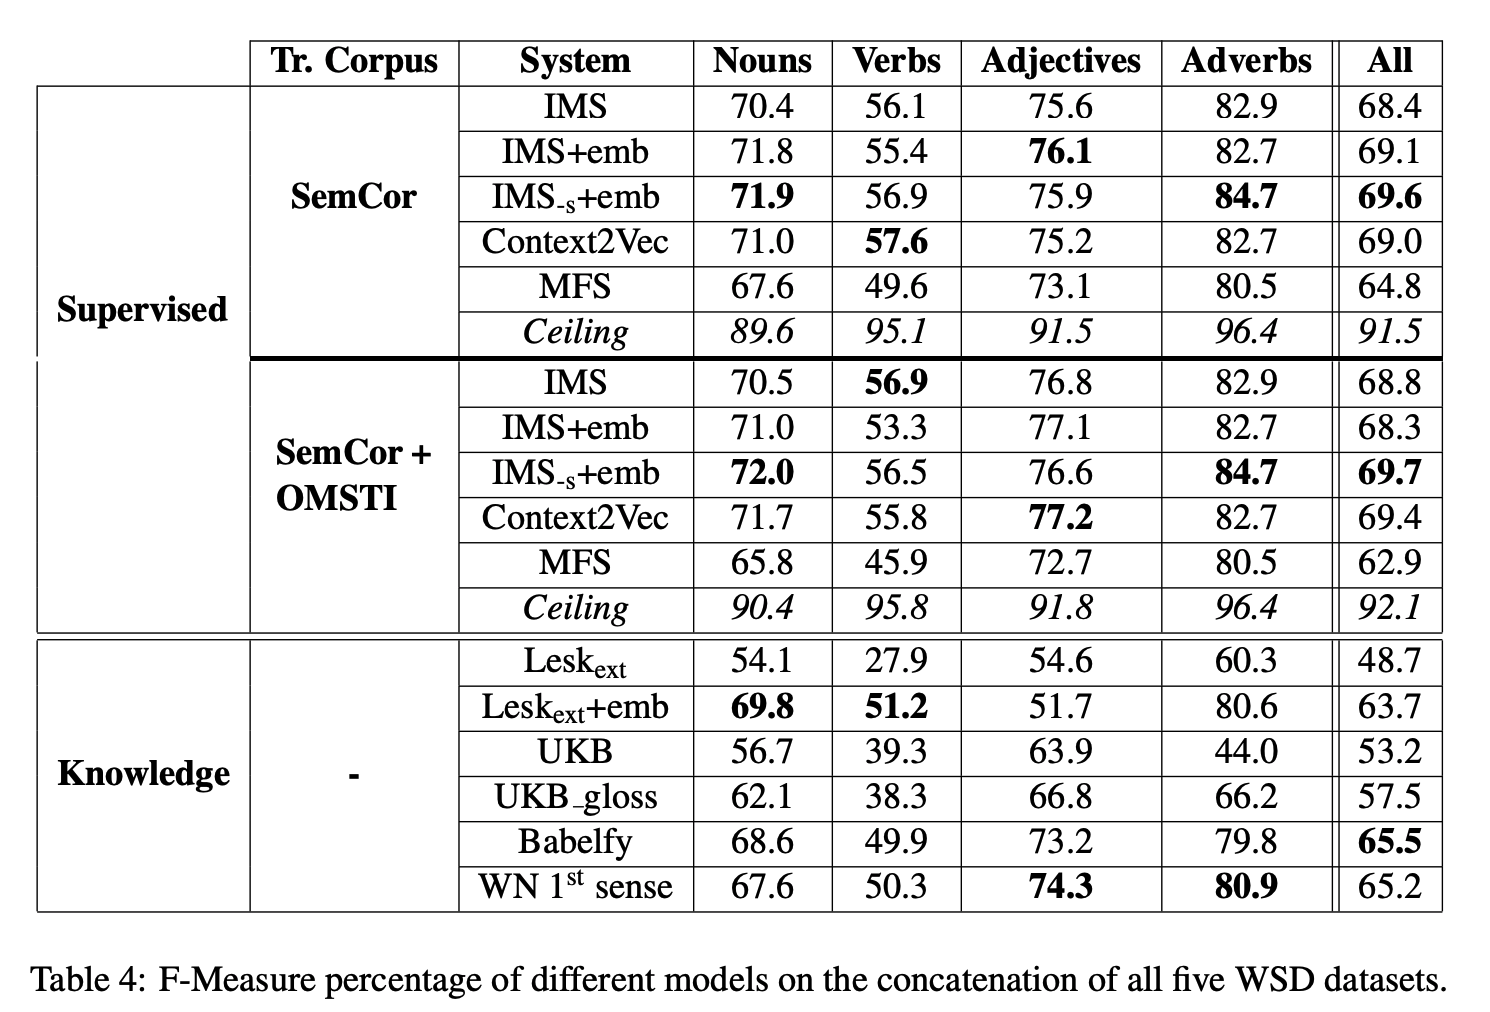 Tr. Corpus System Nouns Verbs Adjectives Adverbs All
IMS 70.4 56.1 75.6 82.9 68.4
IMS+emb 71.8 55.4 76.1 82.7 69.1
SemCor IMS-s+emb 71.9 56.9 75.9 84.7 69.6
Context2Vec 71.0 57.6 75.2 82.7 69.0
Supervised MFS 67.6 49.6 73.1 80.5 64.8
Ceiling 89.6 95.1 91.5 96.4 91.5
IMS 70.5 56.9 76.8 82.9 68.8
IMS+emb 71.0 53.3 77.1 82.7 68.3
SemCor + IMS-s+emb 72.0 56.5 76.6 84.7 69.7
OMSTI Context2Vec 71.7 55.8 77.2 82.7 69.4
MFS 65.8 45.9 72.7 80.5 62.9
Ceiling 90.4 95.8 91.8 96.4 92.1
Leskext 54.1 27.9 54.6 60.3 48.7
Leskext+emb 69.8 51.2 51.7 80.6 63.7
UKB 56.7 39.3 63.9 44.0 53.2
Knowledge - UKB_gloss 62.1 38.3 66.8 66.2 57.5
Babelfy 68.6 49.9 73.2 79.8 65.5
WN 1st sense 67.6 50.3 74.3 80.9 65.2
Table 4: F-Measure percentage of different models on the concatenation of all five WSD datasets.